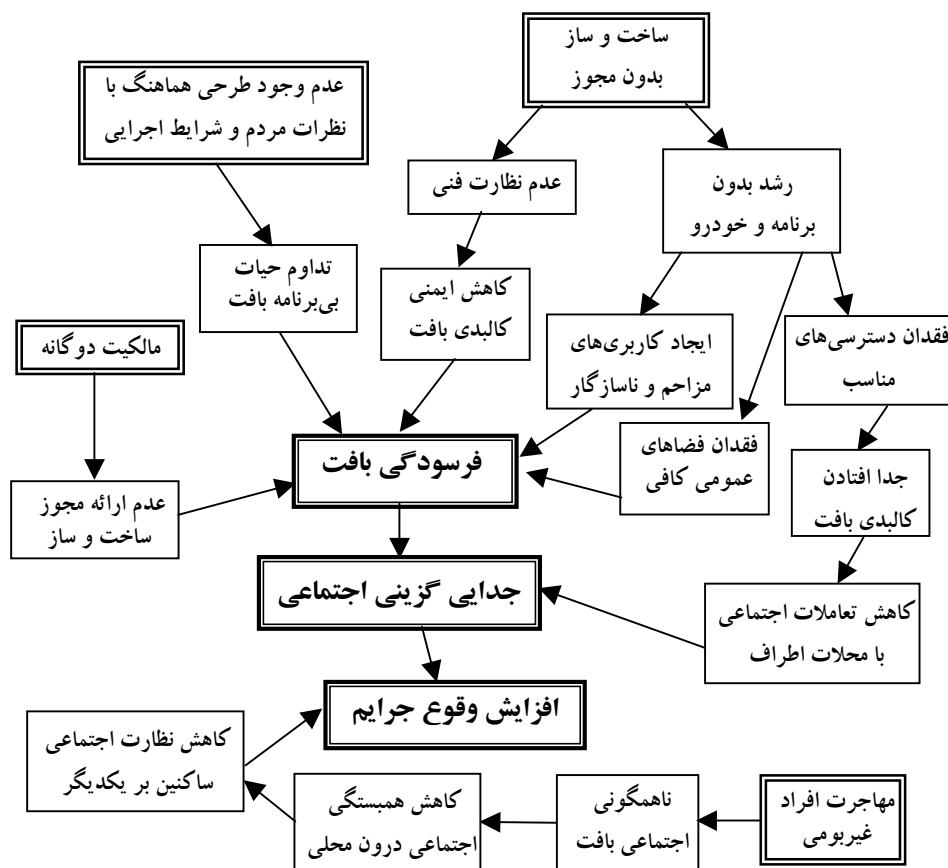 ساخت و ساز
بدون مجوز
عدم وجود طرحی هماهنگ با
نظرات مردم و شرایط اجرایی
عدم نظارت فنی
رشد بدون
برنامه و خودرو
تداوم حیات
بی‌برنامه بافت
کاهش ایمنی
کالبدی بافت
ایجاد کاربری‌های
مزاحم و ناسازگار
فقدان دسترسی‌های
مناسب
مالکیت دوگانه
فرسودگی بافت
فقدان فضاهای
عمومی کافی
جدا افتادن
کالبدی بافت
عدم ارائه مجوز
ساخت و ساز
جدایی گزینی اجتماعی
کاهش تعاملات اجتماعی
با محلات اطراف
افزایش وقوع جرایم
کاهش نظارت اجتماعی
ساکنین بر یکدیگر
کاهش همبستگی
اجتماعی درون محلی
ناهمگونی
اجتماعی بافت
مهاجرت افراد
غیربومی